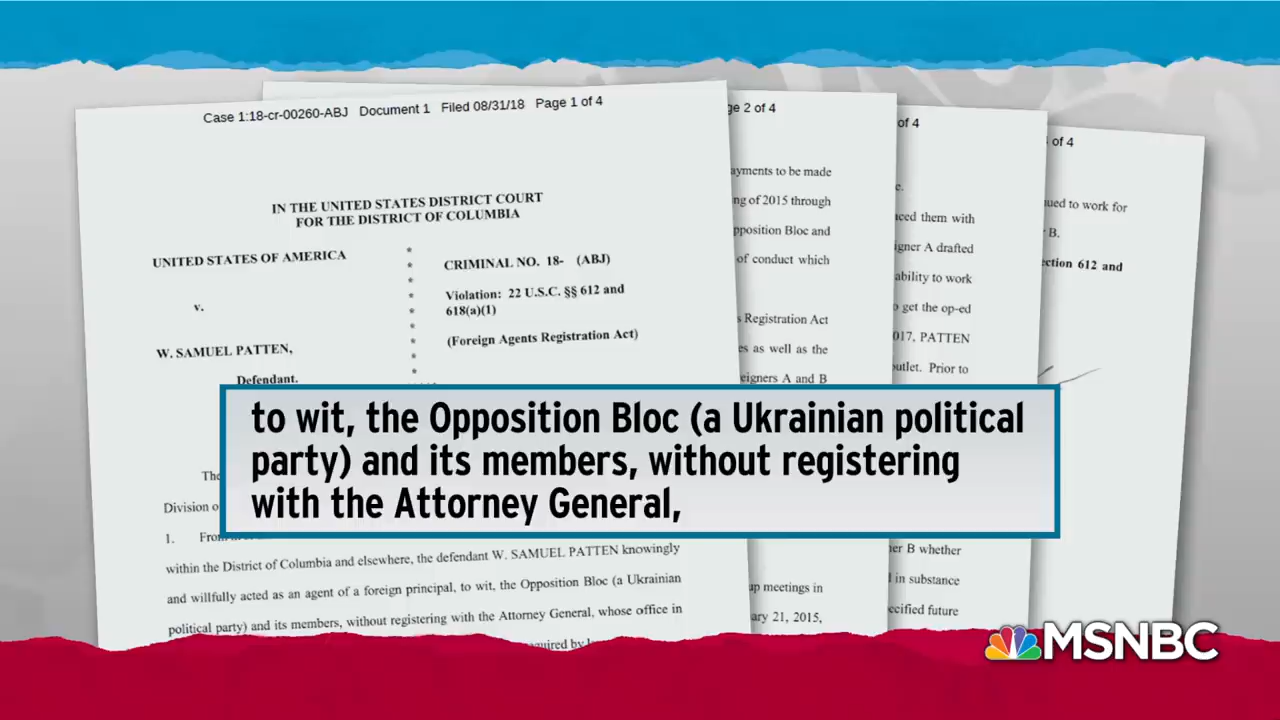 Case 1:18-cr-00260-ABJ Document 1 Filed 08/31/18 Page 1 of 4
IN THE UNITED STATES DISTRICT COURT
FOR THE DISTRICT OF COLUMBIA
UNITED STATES OF AMERICA
v.
W. SAMUEL PATTEN,
Defendant.
*
*
*
*
*
*
*
*
*
CRIMINAL NO. 18- (ABJ)
Violation: 22 U.S.C. §§ 612 and
618(a)(1)
(Foreign Agents Registration Act)
to wit, the Opposition Bloc (a Ukrainian political
party) and its members, without registering
with the Attorney General,
The
Division o
1. From
within the District of Columbia and elsewhere, the defendant W. SAMUEL PATTEN knowingly
and willfully acted as an agent of a foreign principal, to wit, the Opposition Bloc (a Ukrainian
political party) and its members, without registering with the Attorney General, whose office in
quired by
ge 2 of 4
ayments to be made
ng of 2015 through
pposition Bloc and
of conduct which
s Registration Act
es as well as the
eigners A and B
up meetings in
ary 21, 2015,
of 4
e.
aced them with
igner A drafted
ability to work
o get the op-ed
017, PATTEN
utlet. Prior to
er B whether
in substance
ecified future
of 4
ued to work for
B.
ection 612 and
MSNBC